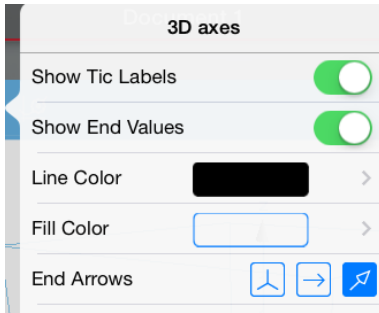 3D axes
Show Tic Labels
Show End Values
Line Color
Fill Color
End Arrows